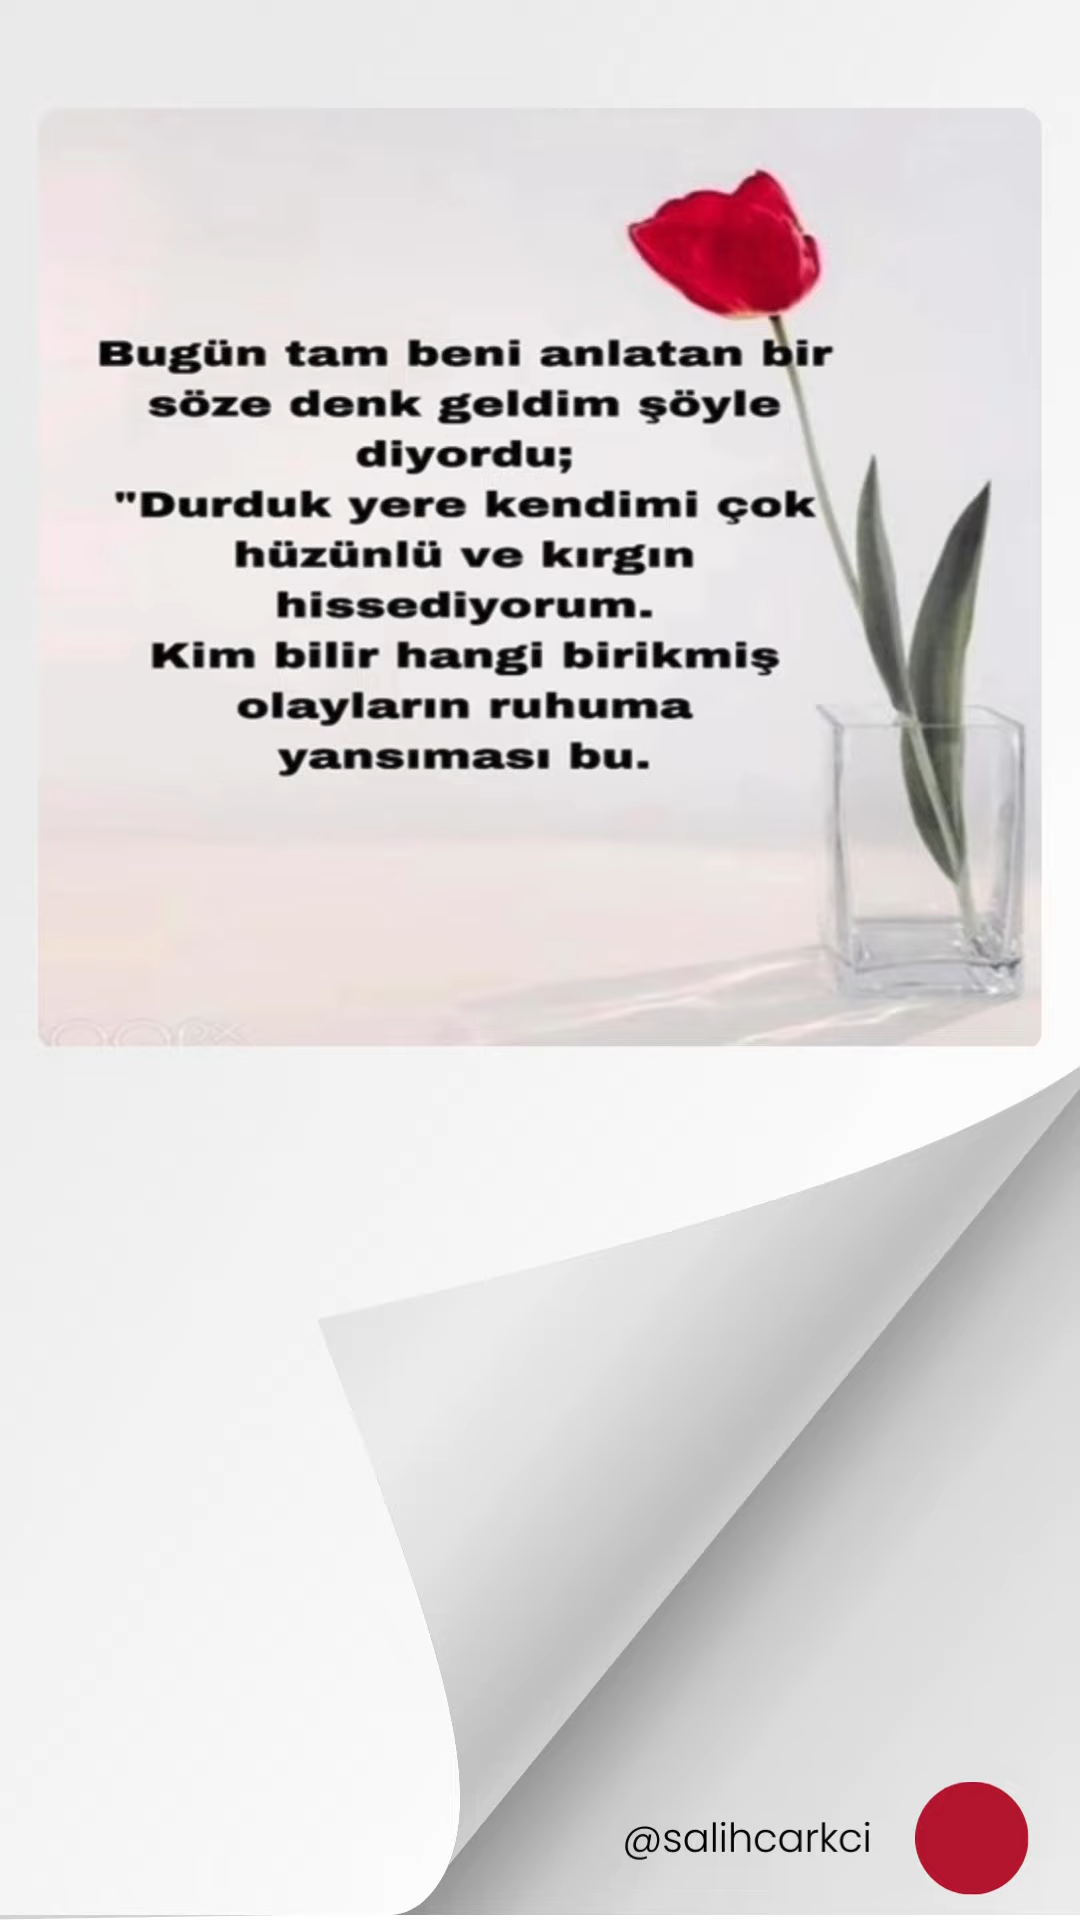 Bugün tam beni anlatan bir
söze denk geldim şöyle
diyordu;
"Durduk yere kendimi çok
hüzünlü ve kırgın
hissediyorum.
Kim bilir hangi birikmiş
olayların ruhuma
yansıması bu.
@salihcarkci